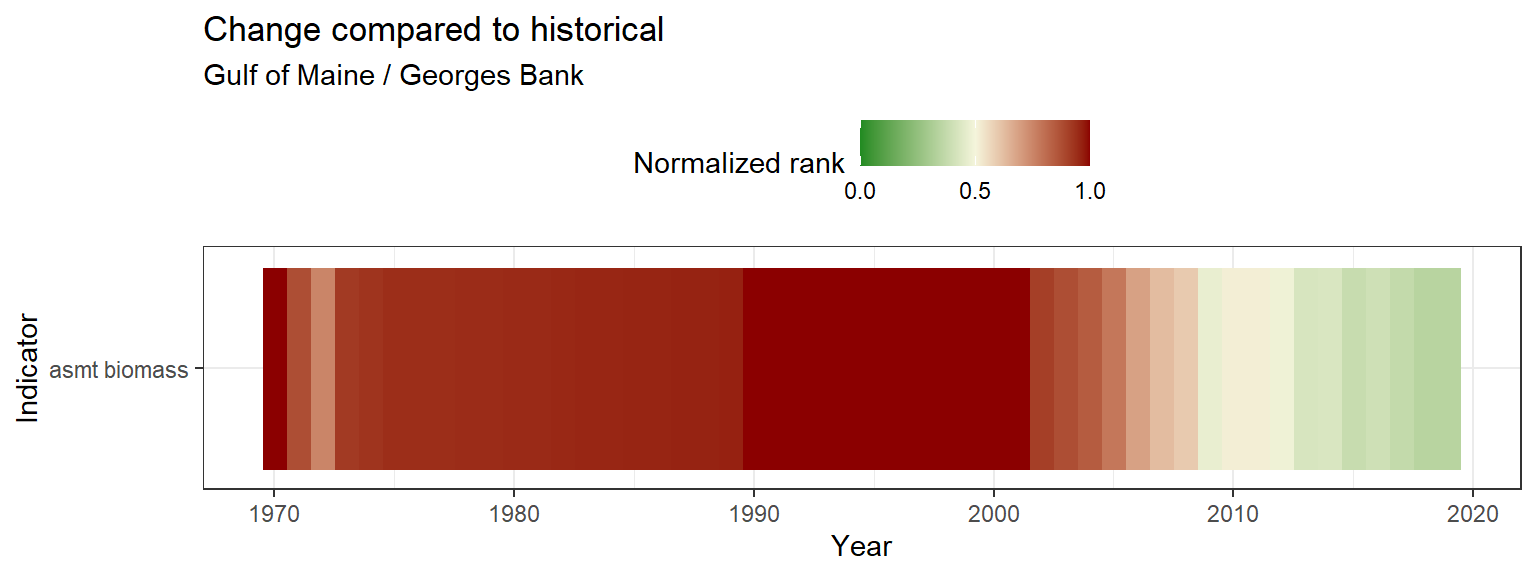 Change compared to historical
Gulf of Maine / Georges Bank
Normalized rank
0.0 0.5 1.0
Indicator
asmt biomass
1970 1980 1990 2000 2010 2020
Year